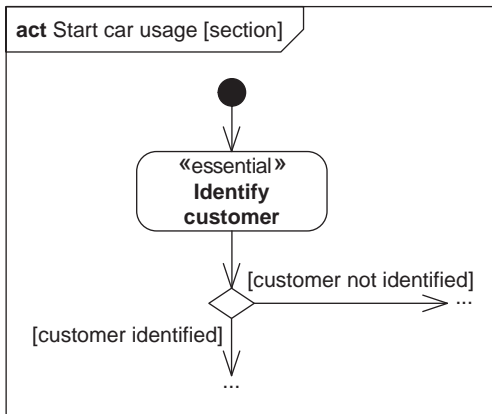 act Start car usage [section]
«essential»
Identify
customer
[customer not identified]
...
[customer identified]
...